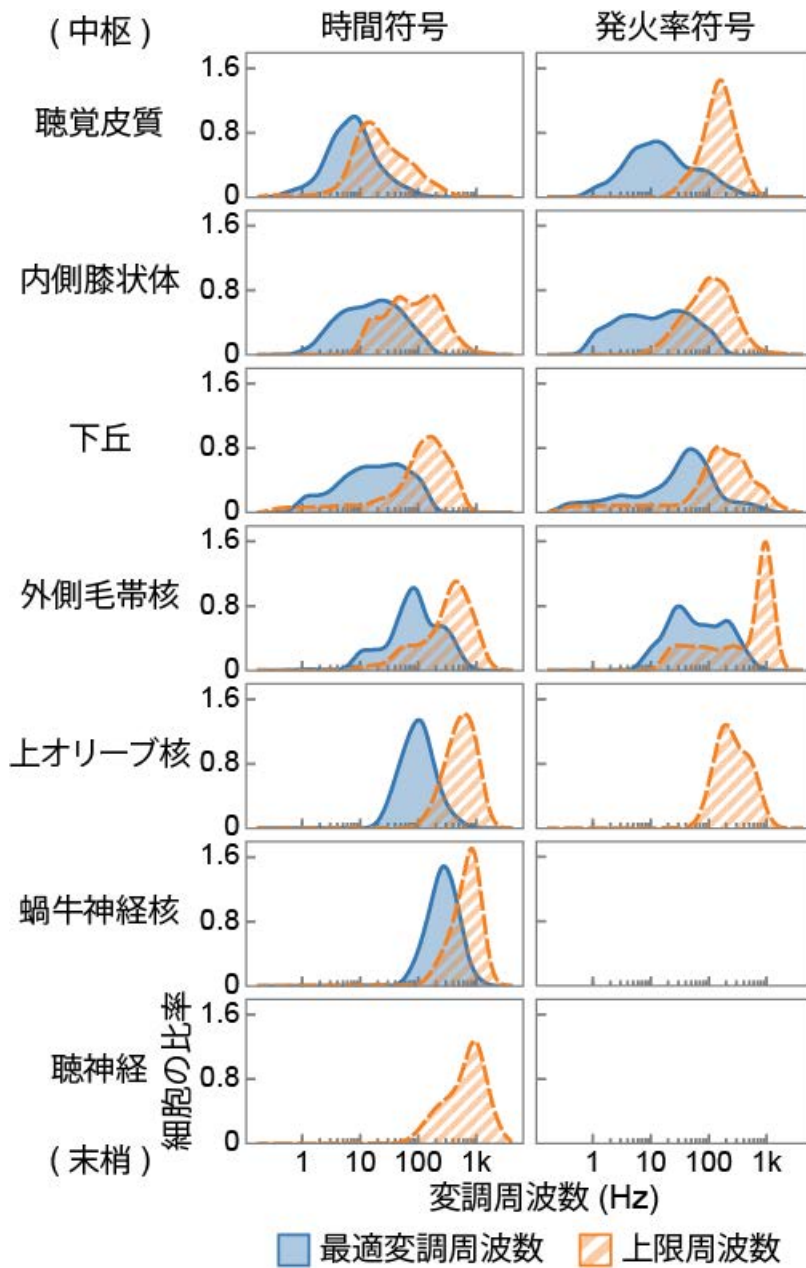 (中枢) 時間符号 発火率符号
聴覚皮質
1.6
0.8
0
内側膝状体
1.6
0.8
0
下丘
1.6
0.8
0
外側毛帯核
1.6
0.8
0
上オリーブ核
1.6
0.8
0
蝸牛神経核
1.6
0.8
0
聴神経
1.6
0.8
0
細胞の比率
(末梢)
1 10 100 1k 1 10 100 1k
変調周波数 (Hz)
最適変調周波数 上限周波数